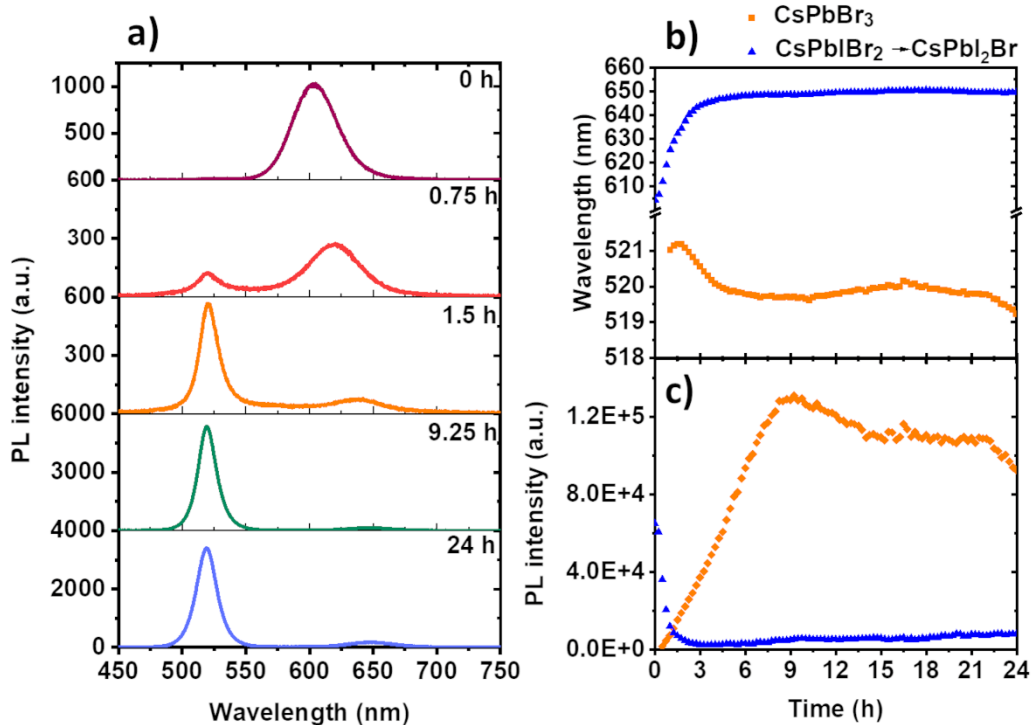 a)
PL intensity (a.u.)
1000
500
600
0 h
300
600
0.75 h
300
6000
1.5 h
3000
4000
9.25 h
2000
0
24 h
450 500 550 600 650 700 750
Wavelength (nm)
CsPbBr₃
CsPbIBr₂ →CsPbI₂Br
b)
Wavelength (nm)
660
650
640
630
620
610
521
520
519
518
c)
PL intensity (a.u.)
1.2E+5
8.0E+4
4.0E+4
0.0E+0
0 3 6 9 12 15 18 21 24
Time (h)